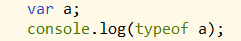 var a;
console.log(typeof a);